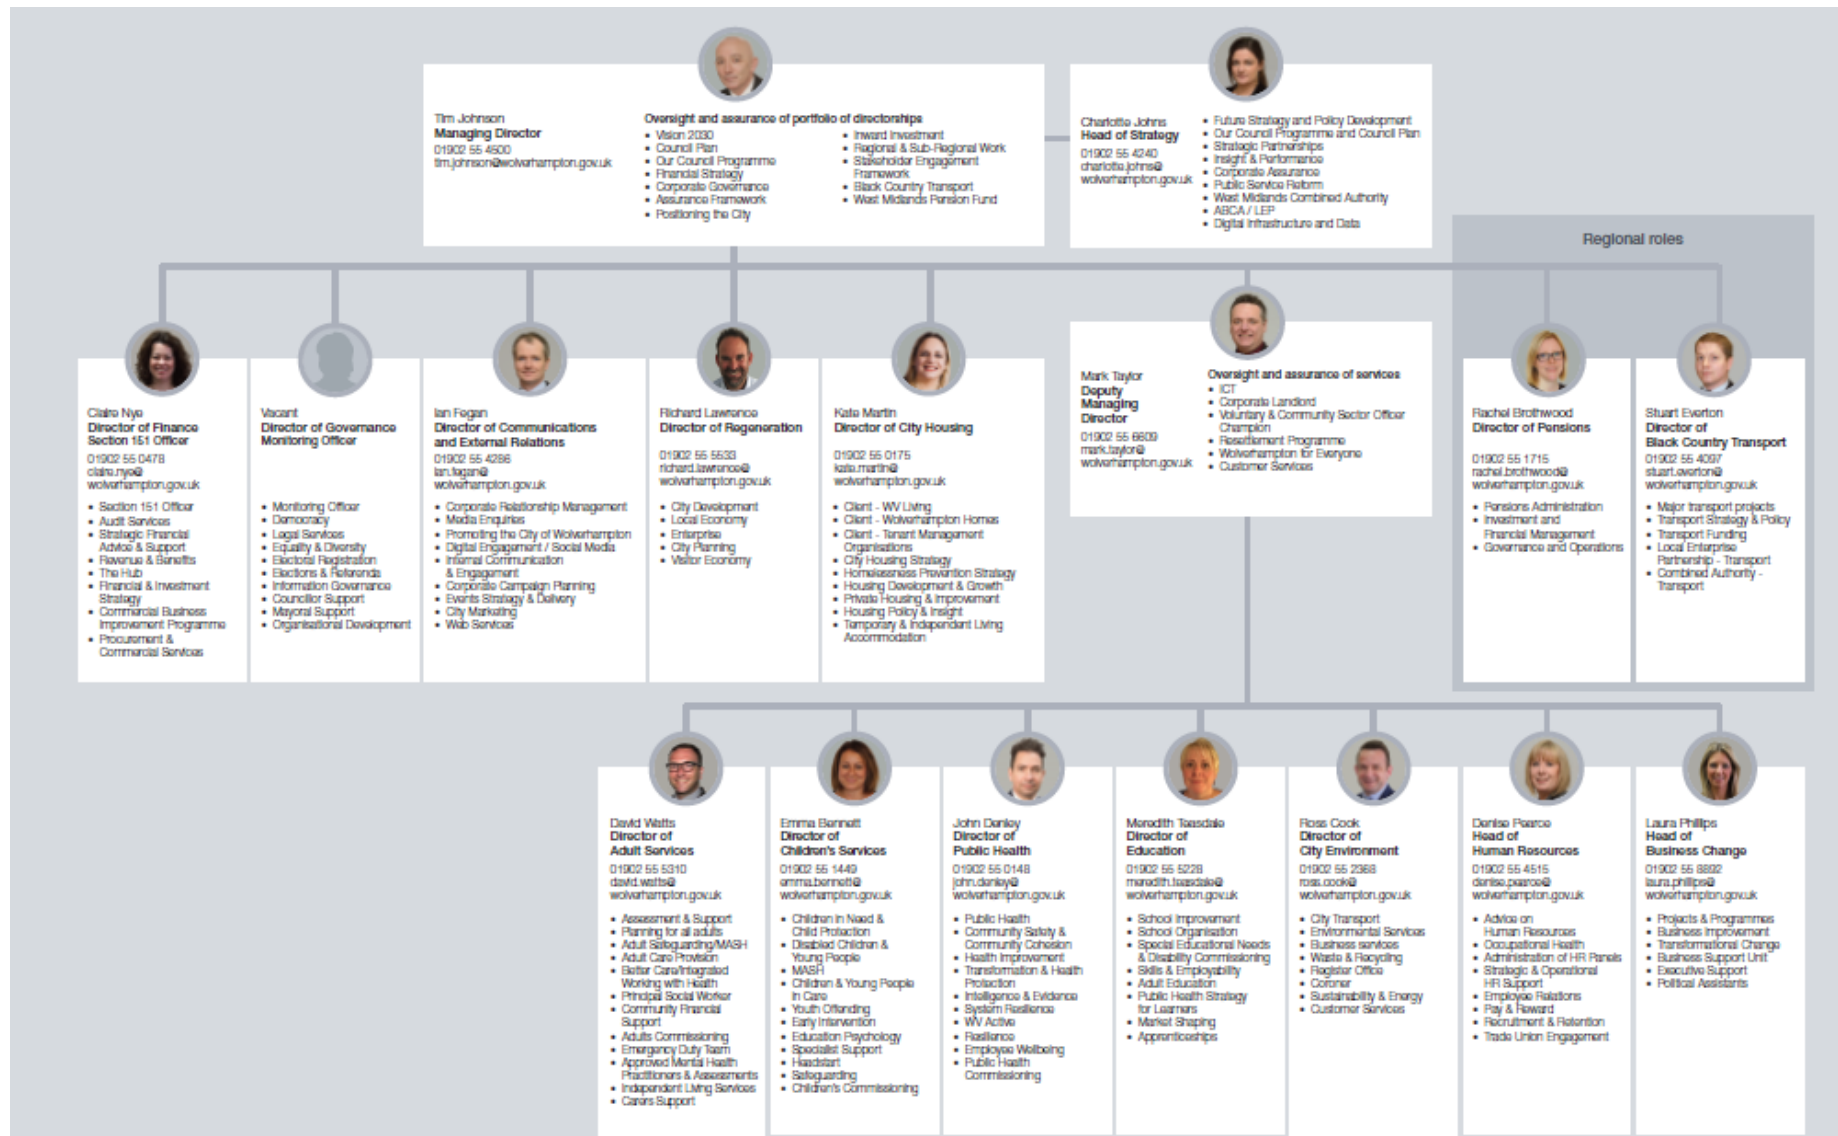 Tim Johnson
Managing Director
01902 55 4500
tim.johnson@wolverhampton.gov.uk
Oversight and assurance of portfolio of directorships
• Vision 2030
• Council Plan
• Our Council Programme
• Financial Strategy
• Corporate Governance
• Assurance Framework
• Positioning the City
• Inward Investment
• Regional & Sub-Regional Work
• Stakeholder Engagement
Framework
• Black Country Transport
• West Midlands Pension Fund
Charlotte Johns
Head of Strategy
01902 55 4240
charlotte.johns@
wolverhampton.gov.uk
• Future Strategy and Policy Development
• Our Council Programme and Council Plan
• Strategic Partnerships
• Insight & Performance
• Corporate Assurance
• Public Service Reform
• West Midlands Combined Authority
• ABCA / LEP
• Digital Infrastructure and Data
Regional roles
Claire Nye
Director of Finance
Section 151 Officer
01902 55 0478
claire.nye@
wolverhampton.gov.uk
• Section 151 Officer
• Audit Services
• Strategic Financial
Advice & Support
• Revenue & Benefits
• The Hub
• Financial & Investment
Strategy
• Commercial Business
Improvement Programme
• Procurement &
Commercial Services
Vacant
Director of Governance
Monitoring Officer
• Monitoring Officer
• Democracy
• Legal Services
• Equality & Diversity
• Electoral Registration
• Elections & Referenda
• Information Governance
• Councillor Support
• Mayoral Support
• Organisational Development
Ian Fegan
Director of Communications
and External Relations
01902 55 4286
ian.fegan@
wolverhampton.gov.uk
• Corporate Relationship Management
• Media Enquiries
• Promoting the City of Wolverhampton
• Digital Engagement / Social Media
• Internal Communication
& Engagement
• Corporate Campaign Planning
• Events Strategy & Delivery
• City Marketing
• Web Services
Richard Lawrence
Director of Regeneration
01902 55 5533
richard.lawrence@
wolverhampton.gov.uk
• City Development
• Local Economy
• Enterprise
• City Planning
• Visitor Economy
Kate Martin
Director of City Housing
01902 55 0175
kate.martin@
wolverhampton.gov.uk
• Client - WV Living
• Client - Wolverhampton Homes
• Client - Tenant Management
Organisations
• City Housing Strategy
• Homelessness Prevention Strategy
• Housing Development & Growth
• Private Housing & Improvement
• Housing Policy & Insight
• Temporary & Independent Living
Accommodation
Mark Taylor
Deputy
Managing
Director
01902 55 6609
mark.taylor@
wolverhampton.gov.uk
Oversight and assurance of services
• ICT
• Corporate Landlord
• Voluntary & Community Sector Officer
Champion
• Resettlement Programme
• Wolverhampton for Everyone
• Customer Services
Rachel Brothwood
Director of Pensions
01902 55 1715
rachel.brothwood@
wolverhampton.gov.uk
• Pensions Administration
• Investment and
Financial Management
• Governance and Operations
Stuart Everton
Director of
Black Country Transport
01902 55 4097
stuart.everton@
wolverhampton.gov.uk
• Major transport projects
• Transport Strategy & Policy
• Transport Funding
• Local Enterprise
Partnership - Transport
• Combined Authority -
Transport
David Watts
Director of
Adult Services
01902 55 5310
david.watts@
wolverhampton.gov.uk
• Assessment & Support
• Planning for all adults
• Adult Safeguarding/MASH
• Adult Care Provision
• Better Care/Integrated
Working with Health
• Principal Social Worker
• Community Financial
Support
• Adults Commissioning
• Emergency Duty Team
• Approved Mental Health
Practitioners & Assessments
• Independent Living Services
• Carers Support
Emma Bennett
Director of
Children's Services
01902 55 1449
emma.bennett@
wolverhampton.gov.uk
• Children in Need &
Child Protection
• Disabled Children &
Young People
• MASH
• Children & Young People
in Care
• Youth Offending
• Early Intervention
• Education Psychology
• Specialist Support
• Headstart
• Safeguarding
• Children's Commissioning
John Denley
Director of
Public Health
01902 55 0148
john.denley@
wolverhampton.gov.uk
• Public Health
• Community Safety &
Community Cohesion
• Health Improvement
• Transformation & Health
Protection
• Intelligence & Evidence
• System Resilience
• WV Active
• Resilience
• Employee Wellbeing
• Public Health
Commissioning
Meredith Teasdale
Director of
Education
01902 55 5228
meredith.teasdale@
wolverhampton.gov.uk
• School Improvement
• School Organisation
• Special Educational Needs
& Disability Commissioning
• Skills & Employability
• Adult Education
• Public Health Strategy
for Learners
• Market Shaping
• Apprenticeships
Ross Cook
Director of
City Environment
01902 55 2368
ross.cook@
wolverhampton.gov.uk
• City Transport
• Environmental Services
• Business services
• Waste & Recycling
• Register Office
• Coroner
• Sustainability & Energy
• Customer Services
Denise Pearce
Head of
Human Resources
01902 55 4515
denise.pearce@
wolverhampton.gov.uk
• Advice on
Human Resources
• Occupational Health
• Administration of HR Panels
• Strategic & Operational
HR Support
• Employee Relations
• Pay & Reward
• Recruitment & Retention
• Trade Union Engagement
Laura Phillips
Head of
Business Change
01902 55 8892
laura.phillips@
wolverhampton.gov.uk
• Projects & Programmes
• Business Improvement
• Transformational Change
• Business Support Unit
• Executive Support
• Political Assistants